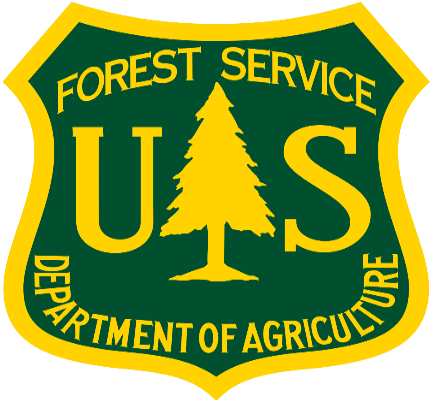 FOREST SERVICE
U S
DEPARTMENT OF AGRICULTURE